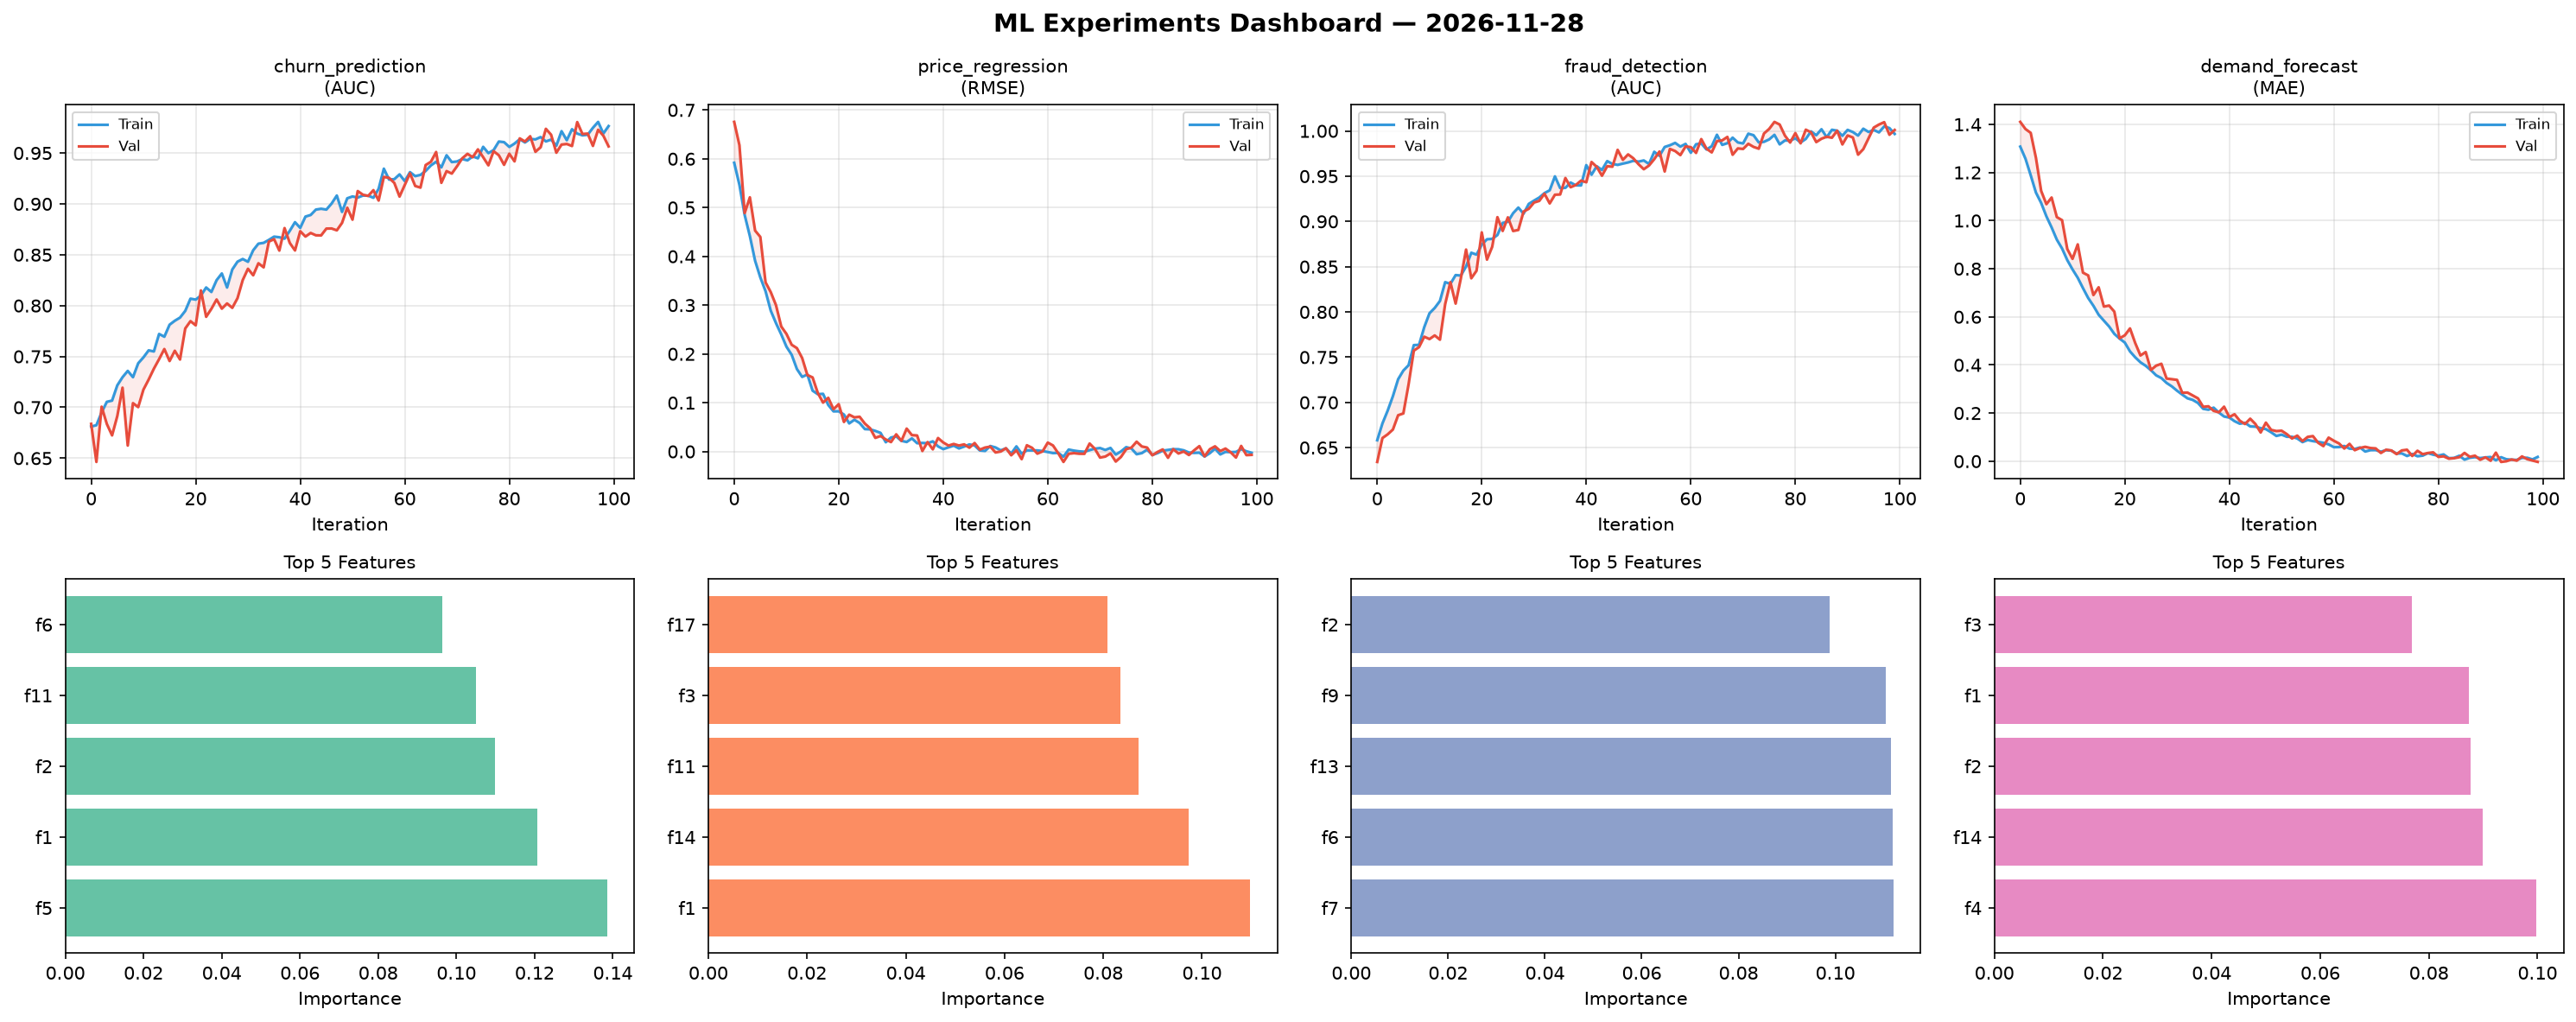 ML Experiments Dashboard — 2026-11-28
churn_prediction
(AUC)
Train
Val
0.95
0.90
0.85
0.80
0.75
0.70
0.65
0 20 40 60 80 100
Iteration
price_regression
(RMSE)
Train
Val
0.7
0.6
0.5
0.4
0.3
0.2
0.1
0.0
0 20 40 60 80 100
Iteration
fraud_detection
(AUC)
Train
Val
1.00
0.95
0.90
0.85
0.80
0.75
0.70
0.65
0 20 40 60 80 100
Iteration
demand_forecast
(MAE)
Train
Val
1.4
1.2
1.0
0.8
0.6
0.4
0.2
0.0
0 20 40 60 80 100
Iteration
Top 5 Features
f6
f11
f2
f1
f5
0.00 0.02 0.04 0.06 0.08 0.10 0.12 0.14
Importance
Top 5 Features
f17
f3
f11
f14
f1
0.00 0.02 0.04 0.06 0.08 0.10
Importance
Top 5 Features
f2
f9
f13
f6
f7
0.00 0.02 0.04 0.06 0.08 0.10
Importance
Top 5 Features
f3
f1
f2
f14
f4
0.00 0.02 0.04 0.06 0.08 0.10
Importance